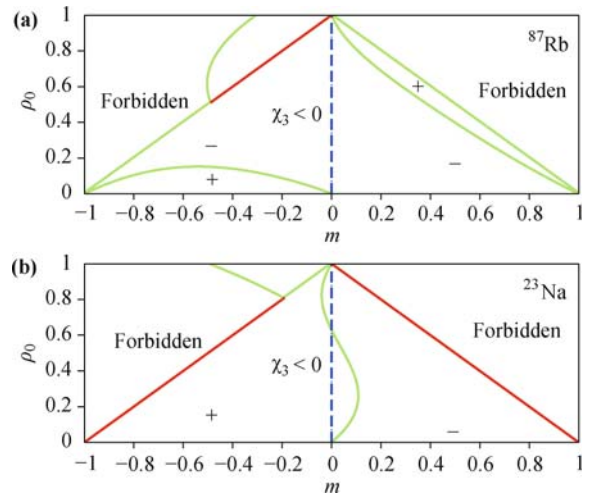 (a)
1
0.8
0.6
0.4
0.2
0
ρ₀
⁸⁷Rb
+
Forbidden
Forbidden
χ₃ < 0
−
−
+
−1 −0.8 −0.6 −0.4 −0.2 0 0.2 0.4 0.6 0.8 1
m
(b)
1
0.8
0.6
0.4
0.2
0
ρ₀
²³Na
Forbidden
Forbidden
χ₃ < 0
+
−
−1 −0.8 −0.6 −0.4 −0.2 0 0.2 0.4 0.6 0.8 1
m